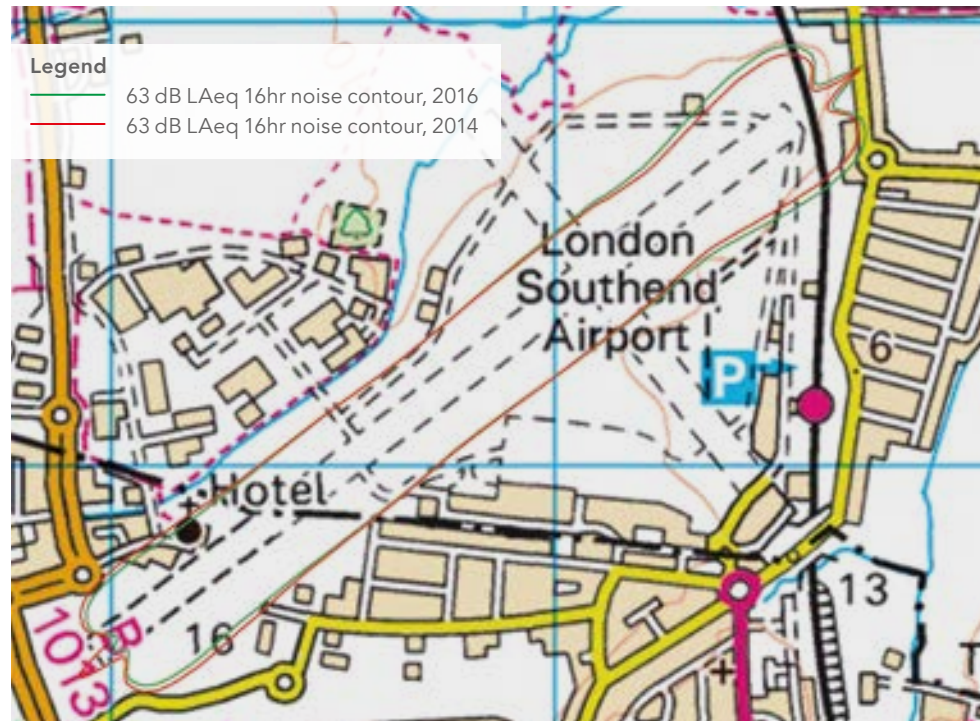 Legend
63 dB LAeq 16hr noise contour, 2016
63 dB LAeq 16hr noise contour, 2014
London
Southend
Airport
P
6
Hotel
13
16
B
1013
T